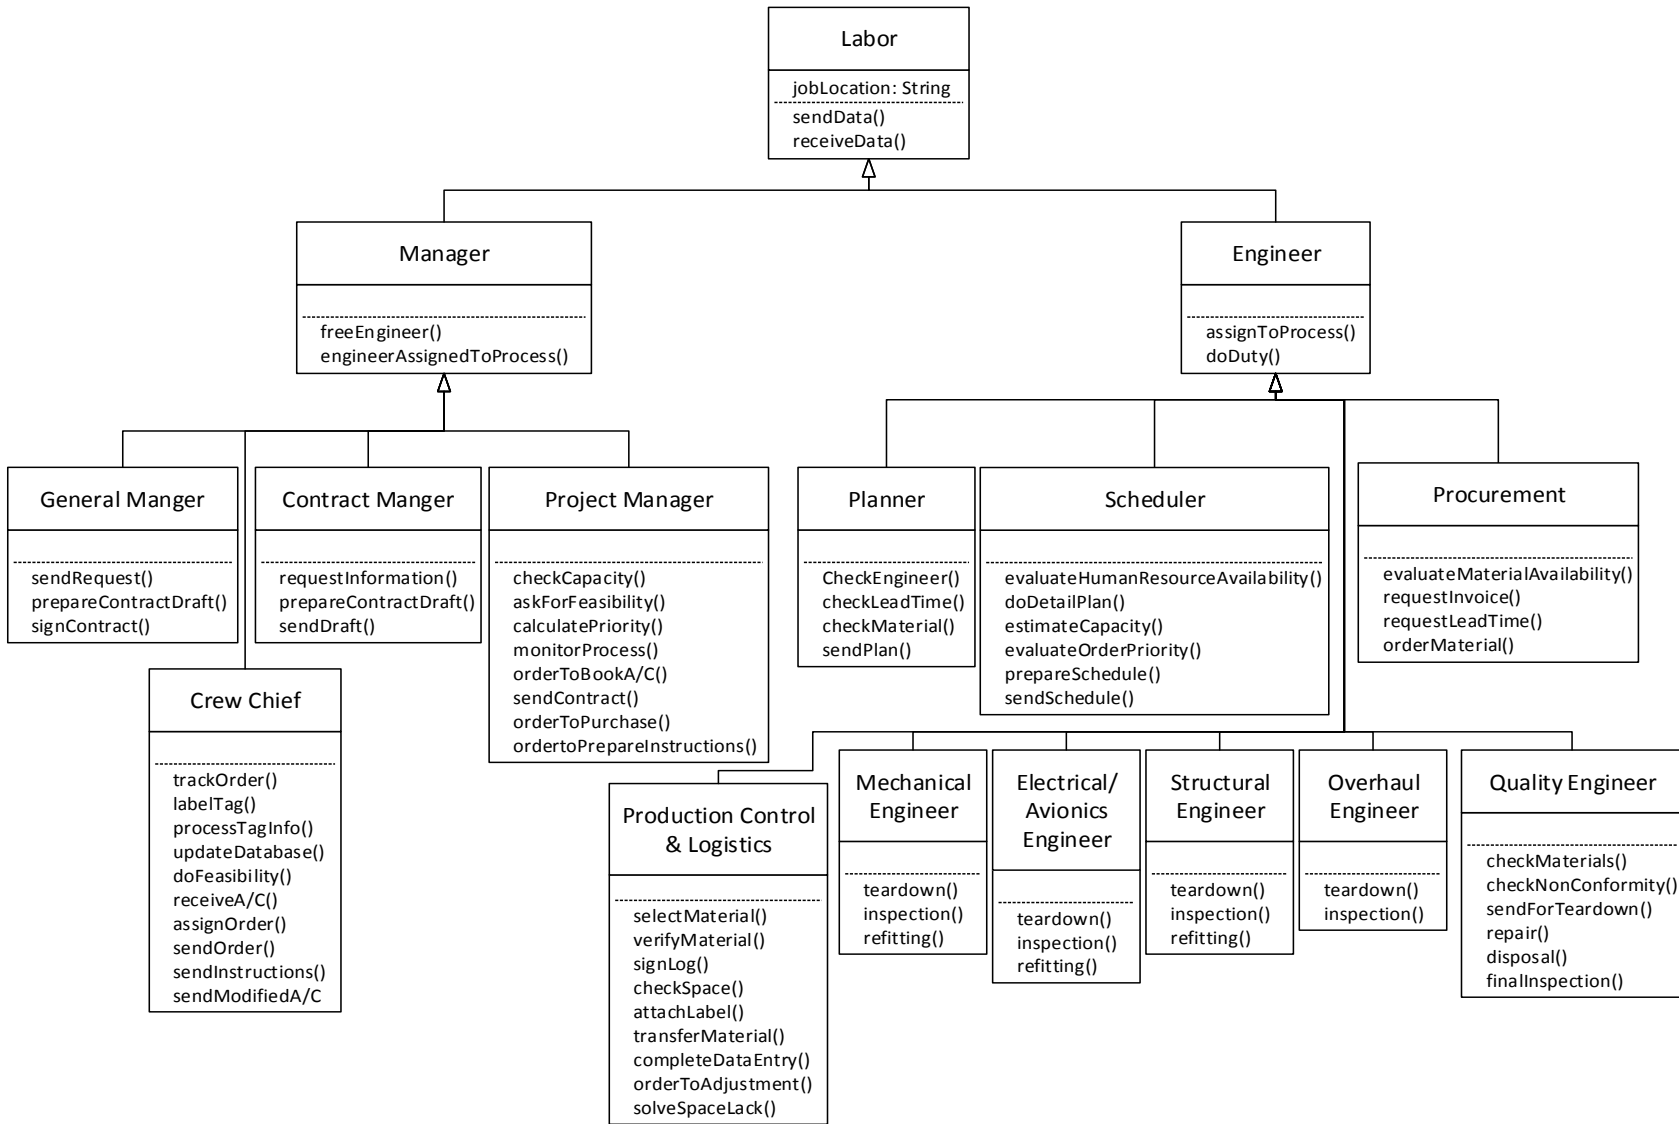 Labor
jobLocation: String
sendData()
receiveData()
Manager
freeEngineer()
engineerAssignedToProcess()
Engineer
assignToProcess()
doDuty()
General Manger
sendRequest()
prepareContractDraft()
signContract()
Contract Manger
requestInformation()
prepareContractDraft()
sendDraft()
Project Manager
checkCapacity()
askForFeasibility()
calculatePriority()
monitorProcess()
orderToBookA/C()
sendContract()
orderToPurchase()
ordertoPrepareInstructions()
Planner
CheckEngineer()
checkLeadTime()
checkMaterial()
sendPlan()
Scheduler
evaluateHumanResourceAvailability()
doDetailPlan()
estimateCapacity()
evaluateOrderPriority()
prepareSchedule()
sendSchedule()
Procurement
evaluateMaterialAvailability()
requestInvoice()
requestLeadTime()
orderMaterial()
Crew Chief
trackOrder()
labelTag()
processTagInfo()
updateDatabase()
doFeasibility()
receiveA/C()
assignOrder()
sendOrder()
sendInstructions()
sendModifiedA/C
Production Control
& Logistics
selectMaterial()
verifyMaterial()
signLog()
checkSpace()
attachLabel()
transferMaterial()
completeDataEntry()
orderToAdjustment()
solveSpaceLack()
Mechanical
Engineer
teardown()
inspection()
refitting()
Electrical/
Avionics
Engineer
teardown()
inspection()
refitting()
Structural
Engineer
teardown()
inspection()
refitting()
Overhaul
Engineer
teardown()
inspection()
Quality Engineer
checkMaterials()
checkNonConformity()
sendForTeardown()
repair()
disposal()
finalInspection()